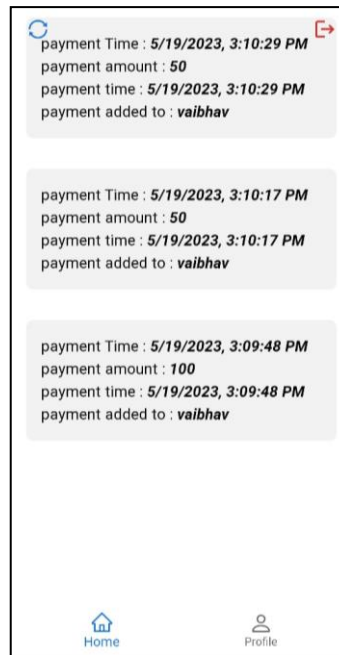 payment Time : 5/19/2023, 3:10:29 PM
payment amount : 50
payment time : 5/19/2023, 3:10:29 PM
payment added to : vaibhav
payment Time : 5/19/2023, 3:10:17 PM
payment amount : 50
payment time : 5/19/2023, 3:10:17 PM
payment added to : vaibhav
payment Time : 5/19/2023, 3:09:48 PM
payment amount : 100
payment time : 5/19/2023, 3:09:48 PM
payment added to : vaibhav
Home Profile